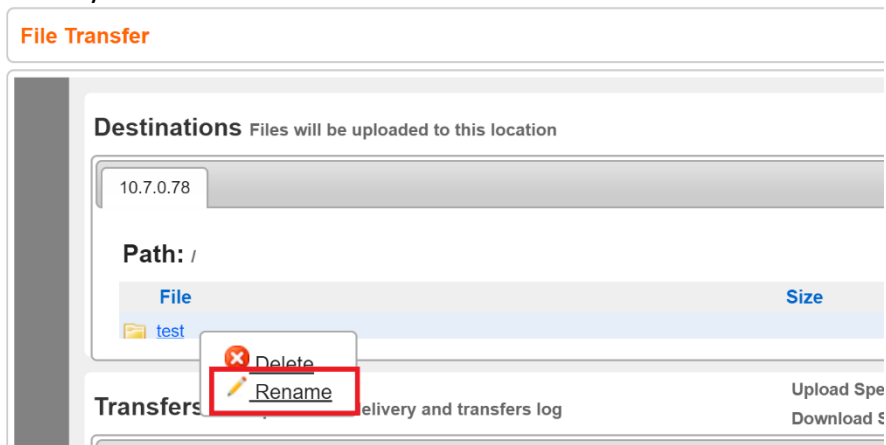 File Transfer
Destinations Files will be uploaded to this location
10.7.0.78
Path: /
File Size
test
Delete
Rename
Transfers elivery and transfers log
Upload Spe
Download S